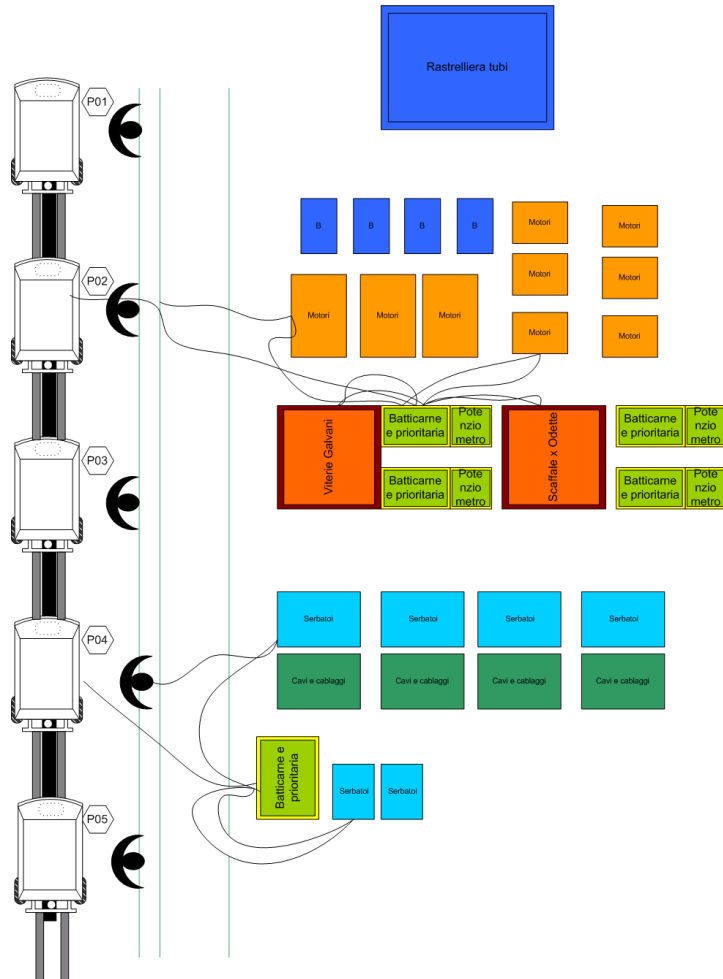 Rastrelliera tubi
P01
B
B
B
B
Motori
Motori
P02
Motori
Motori
Motori
Motori
Motori
Motori
Motori
Viterie Galvani
Batticarne
e prioritaria
Pote
nzio
metro
Scaffale x Odette
Batticarne
e prioritaria
Pote
nzio
metro
P03
Batticarne
e prioritaria
Pote
nzio
metro
Batticarne
e prioritaria
Pote
nzio
metro
Serbatoi
Serbatoi
Serbatoi
Serbatoi
P04
Cavi e cablaggi
Cavi e cablaggi
Cavi e cablaggi
Cavi e cablaggi
Batticarne e
prioritaria
Serbatoi
Serbatoi
P05